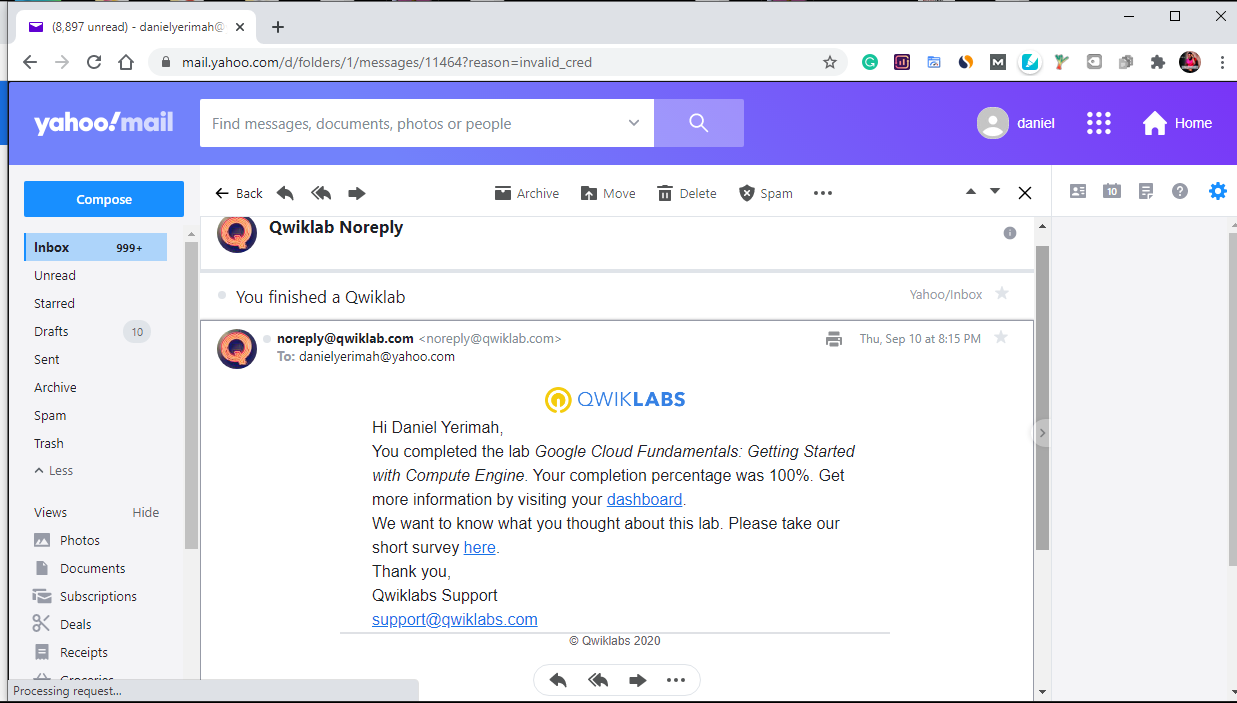 (8,897 unread) - danielyerimah@
mail.yahoo.com/d/folders/1/messages/11464?reason=invalid_cred
yahoo!mail
Find messages, documents, photos or people
daniel
Home
Compose
Back
Archive
Move
Delete
Spam
10
Inbox 999+
Unread
Starred
Drafts 10
Sent
Archive
Spam
Trash
Less
Views Hide
Photos
Documents
Subscriptions
Deals
Receipts
Groceries
Processing request...
Qwiklab Noreply
You finished a Qwiklab
Yahoo/Inbox
noreply@qwiklab.com <noreply@qwiklab.com>
Thu, Sep 10 at 8:15 PM
To: danielyerimah@yahoo.com
QWIKLABS
Hi Daniel Yerimah,
You completed the lab Google Cloud Fundamentals: Getting Started
with Compute Engine. Your completion percentage was 100%. Get
more information by visiting your dashboard.
We want to know what you thought about this lab. Please take our
short survey here.
Thank you,
Qwiklabs Support
support@qwiklabs.com
© Qwiklabs 2020